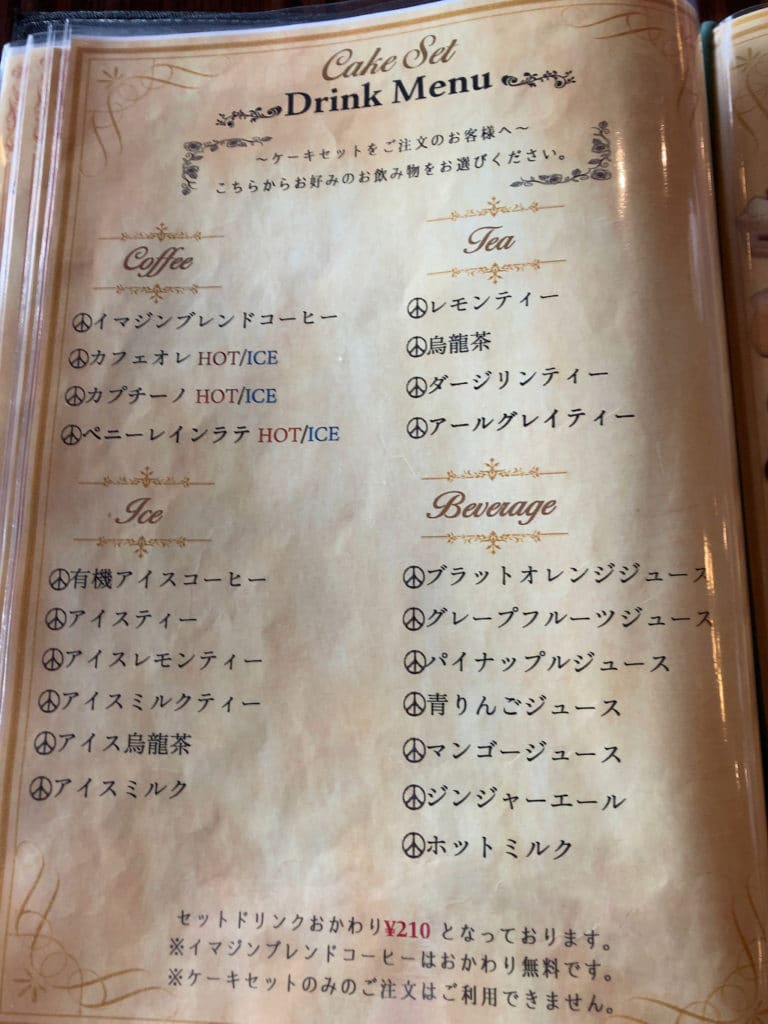 Cake Set
Drink Menu
～ケーキセットをご注文のお客様へ～
こちらからお好みのお飲み物をお選びください。
Coffee
イマジンブレンドコーヒー
カフェオレ HOT/ICE
カプチーノ HOT/ICE
ペニーレインラテ HOT/ICE
Tea
レモンティー
烏龍茶
ダージリンティー
アールグレイティー
Ice
有機アイスコーヒー
アイスティー
アイスレモンティー
アイスミルクティー
アイス烏龍茶
アイスミルク
Beverage
ブラットオレンジジュース
グレープフルーツジュース
パイナップルジュース
青りんごジュース
マンゴージュース
ジンジャーエール
ホットミルク
セットドリンクおかわり¥210 となっております。
※イマジンブレンドコーヒーはおかわり無料です。
※ケーキセットのみのご注文はご利用できません。